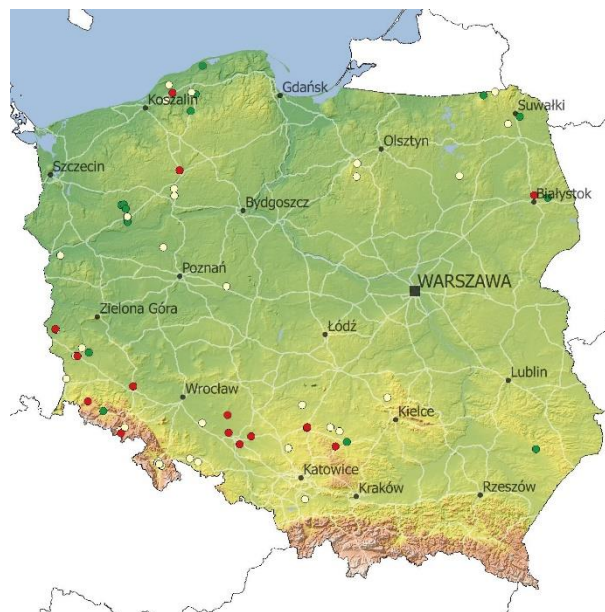 Gdańsk
Koszalin
Suwałki
Olsztyn
Szczecin
Białystok
Bydgoszcz
Poznań
WARSZAWA
Zielona Góra
Łódź
Lublin
Wrocław
Kielce
Katowice
Kraków
Rzeszów